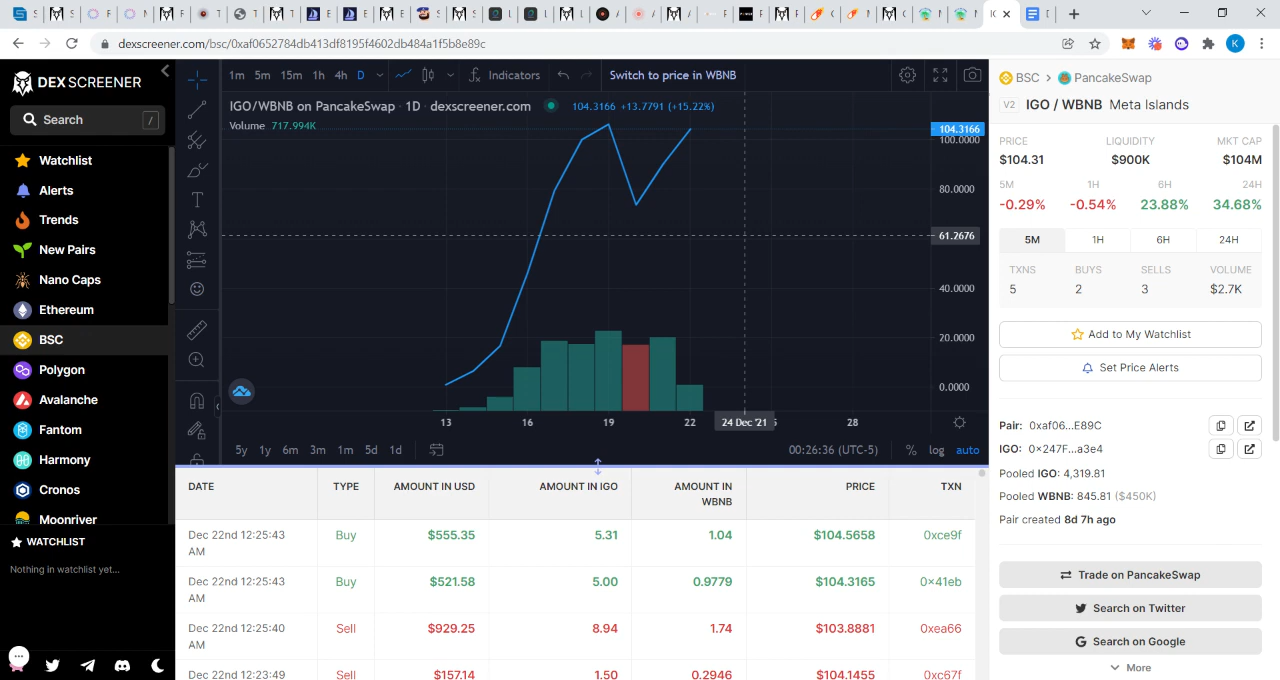 dexscreener.com/bsc/0xaf0652784db413df8195f4602db484a1f5b8e89c
K
DEX SCREENER
Search /
Watchlist
Alerts
Trends
New Pairs
Nano Caps
Ethereum
BSC
Polygon
Avalanche
Fantom
Harmony
Cronos
Moonriver
WATCHLIST
Nothing in watchlist yet...
1m 5m 15m 1h 4h D Indicators Switch to price in WBNB
IGO/WBNB on PancakeSwap · 1D · dexscreener.com 104.3166 +13.7791 (+15.22%)
Volume 717.994K
104.3166
100.0000
80.0000
61.2676
40.0000
20.0000
0.0000
13 16 19 22 24 Dec '21 28
5y 1y 6m 3m 1m 5d 1d 00:26:36 (UTC-5) % log auto
DATE TYPE AMOUNT IN USD AMOUNT IN IGO AMOUNT IN WBNB PRICE TXN
Dec 22nd 12:25:43 AM Buy $555.35 5.31 1.04 $104.5658 0xce9f
Dec 22nd 12:25:43 AM Buy $521.58 5.00 0.9779 $104.3165 0x41eb
Dec 22nd 12:25:40 AM Sell $929.25 8.94 1.74 $103.8881 0xea66
Dec 22nd 12:23:49 Sell $157.14 1.50 0.2946 $104.1455 0xc67f
BSC > PancakeSwap
V2 IGO / WBNB Meta Islands
PRICE LIQUIDITY MKT CAP
$104.31 $900K $104M
5M 1H 6H 24H
-0.29% -0.54% 23.88% 34.68%
5M 1H 6H 24H
TXNS BUYS SELLS VOLUME
5 2 3 $2.7K
Add to My Watchlist
Set Price Alerts
Pair: 0xaf06...E89C
IGO: 0x247F...a3e4
Pooled IGO: 4,319.81
Pooled WBNB: 845.81 ($450K)
Pair created 8d 7h ago
Trade on PancakeSwap
Search on Twitter
Search on Google
More